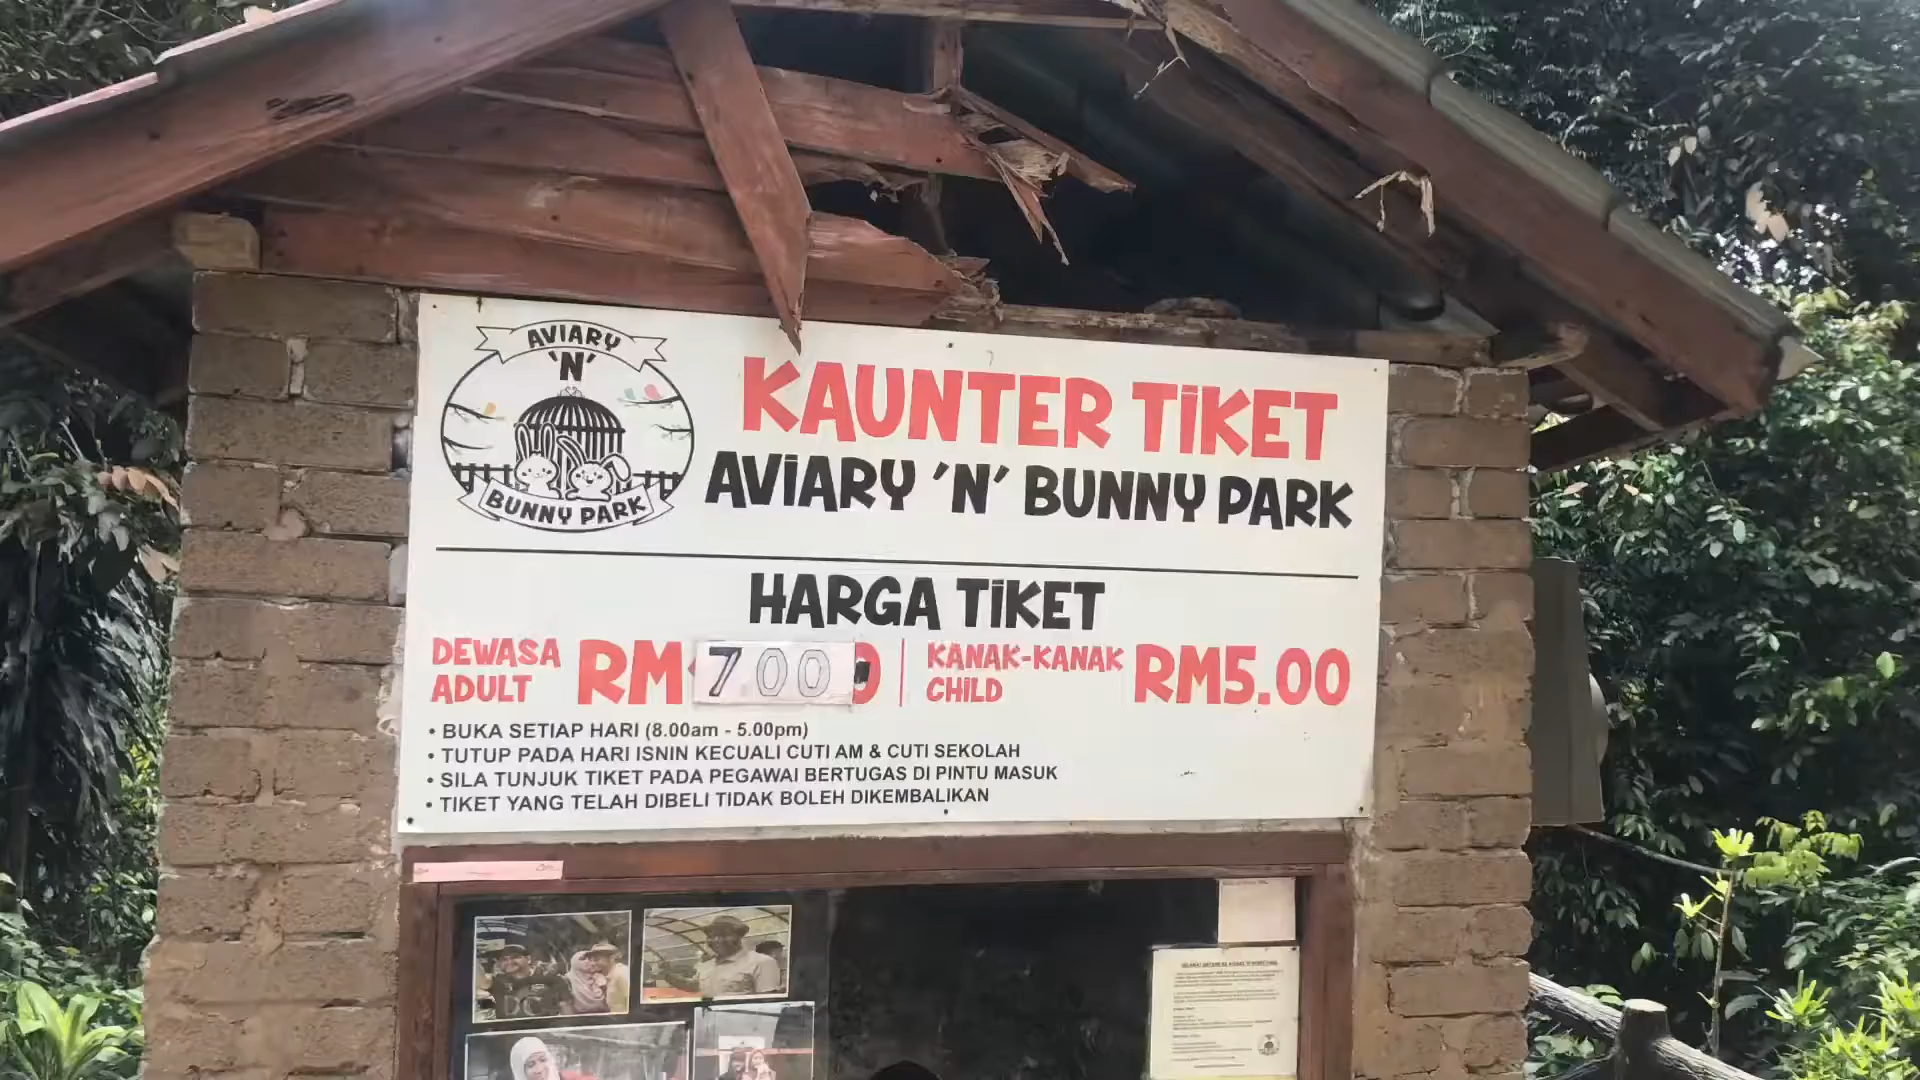 AVIARY
'N'
BUNNY PARK
KAUNTER TIKET
AVIARY 'N' BUNNY PARK
HARGA TIKET
DEWASA
ADULT
RM 7 00 0
KANAK-KANAK
CHILD
RM5.00
• BUKA SETIAP HARI (8.00am - 5.00pm)
• TUTUP PADA HARI ISNIN KECUALI CUTI AM & CUTI SEKOLAH
• SILA TUNJUK TIKET PADA PEGAWAI BERTUGAS DI PINTU MASUK
• TIKET YANG TELAH DIBELI TIDAK BOLEH DIKEMBALIKAN